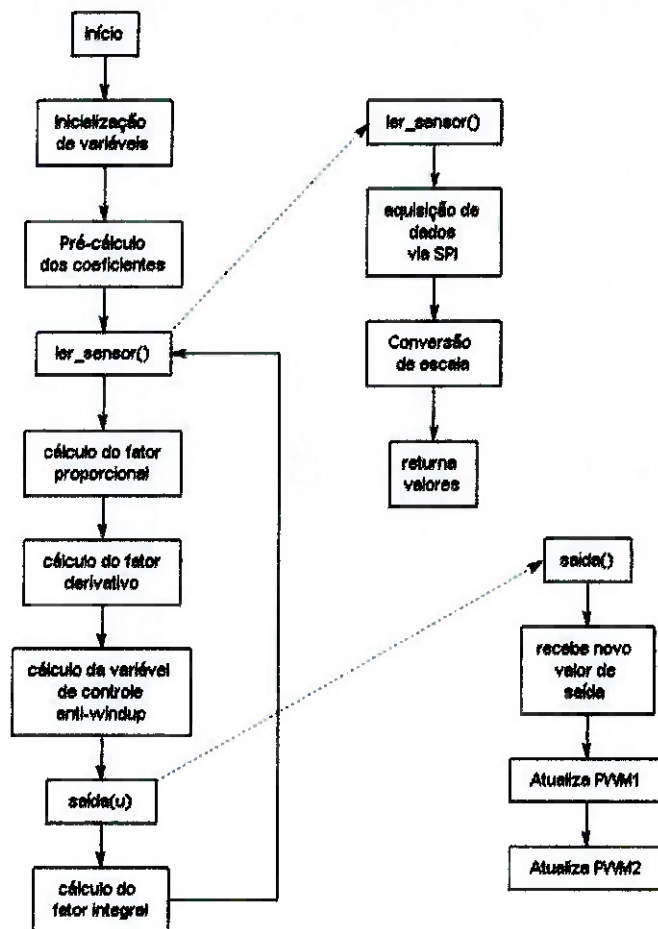 Início
Inicialização
de variáveis
Pré-cálculo
dos coeficientes
ler_sensor()
cálculo do fator
proporcional
cálculo do fator
derivativo
cálculo da variável
de controle
anti-windup
saída(u)
cálculo do
fator integral
ler_sensor()
aquisição de
dados
via SPI
Conversão
de escala
returna
valores
saida()
recebe novo
valor de
saída
Atualiza PWM1
Atualiza PWM2